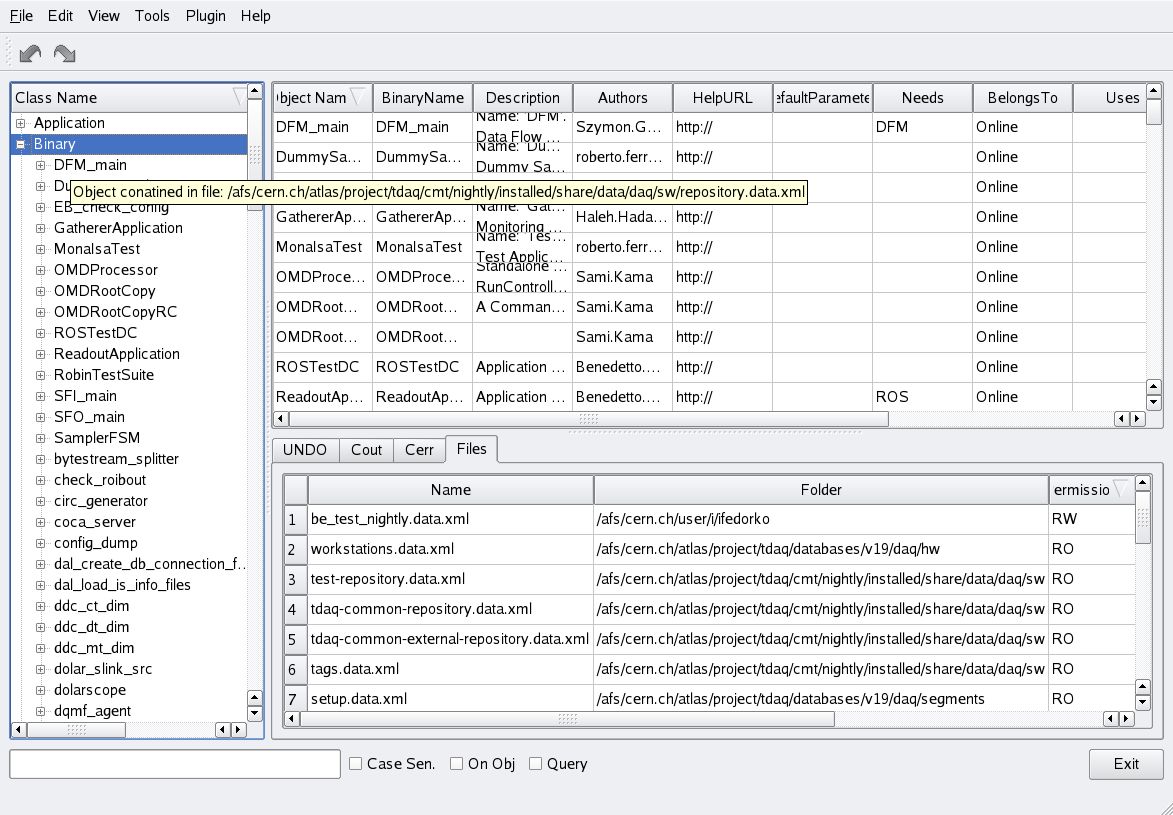 File Edit View Tools Plugin Help
Class Name
Application
Binary
DFM_main
Du
Object conatined in file: /afs/cern.ch/atlas/project/tdaq/cmt/nightly/installed/share/data/daq/sw/repository.data.xml
EB_check_config
GathererApplication
MonaIsaTest
OMDProcessor
OMDRootCopy
OMDRootCopyRC
ROSTestDC
ReadoutApplication
RobinTestSuite
SFI_main
SFO_main
SamplerFSM
bytestream_splitter
check_roibout
circ_generator
coca_server
config_dump
dal_create_db_connection_f..
dal_load_is_info_files
ddc_ct_dim
ddc_dt_dim
ddc_mt_dim
dolar_slink_src
dolarscope
dqmf_agent
bject Nam BinaryName Description Authors HelpURL efaultParamete Needs BelongsTo Uses
DFM_main DFM_main Name: 'DFM'. Data Flow ... Szymon.G... http:// DFM Online
DummySa... DummySa... Name: 'Du... Dummy Sa... roberto.ferr... http:// Online
Online
GathererAp... GathererAp... Name: 'Gat... Monitoring ... Haleh.Hada... http:// Online
MonaIsaTest MonaIsaTest Name: 'Tes... Test Applic... roberto.ferr... http:// Online
OMDProce... OMDProce... Standalone ... RunControll... Sami.Kama http:// Online
OMDRoot... OMDRoot... A Comman... Sami.Kama http:// Online
OMDRoot... OMDRoot... Sami.Kama http:// Online
ROSTestDC ROSTestDC Application ... Benedetto.... http:// Online
ReadoutAp... ReadoutAp... Application ... Benedetto.... http:// ROS Online
UNDO Cout Cerr Files
Name Folder ermissio
1 be_test_nightly.data.xml /afs/cern.ch/user/i/ifedorko RW
2 workstations.data.xml /afs/cern.ch/atlas/project/tdaq/databases/v19/daq/hw RO
3 test-repository.data.xml /afs/cern.ch/atlas/project/tdaq/cmt/nightly/installed/share/data/daq/sw RO
4 tdaq-common-repository.data.xml /afs/cern.ch/atlas/project/tdaq/cmt/nightly/installed/share/data/daq/sw RO
5 tdaq-common-external-repository.data.xml /afs/cern.ch/atlas/project/tdaq/cmt/nightly/installed/share/data/daq/sw RO
6 tags.data.xml /afs/cern.ch/atlas/project/tdaq/cmt/nightly/installed/share/data/daq/sw RO
7 setup.data.xml /afs/cern.ch/atlas/project/tdaq/databases/v19/daq/segments RO
Case Sen. On Obj Query Exit